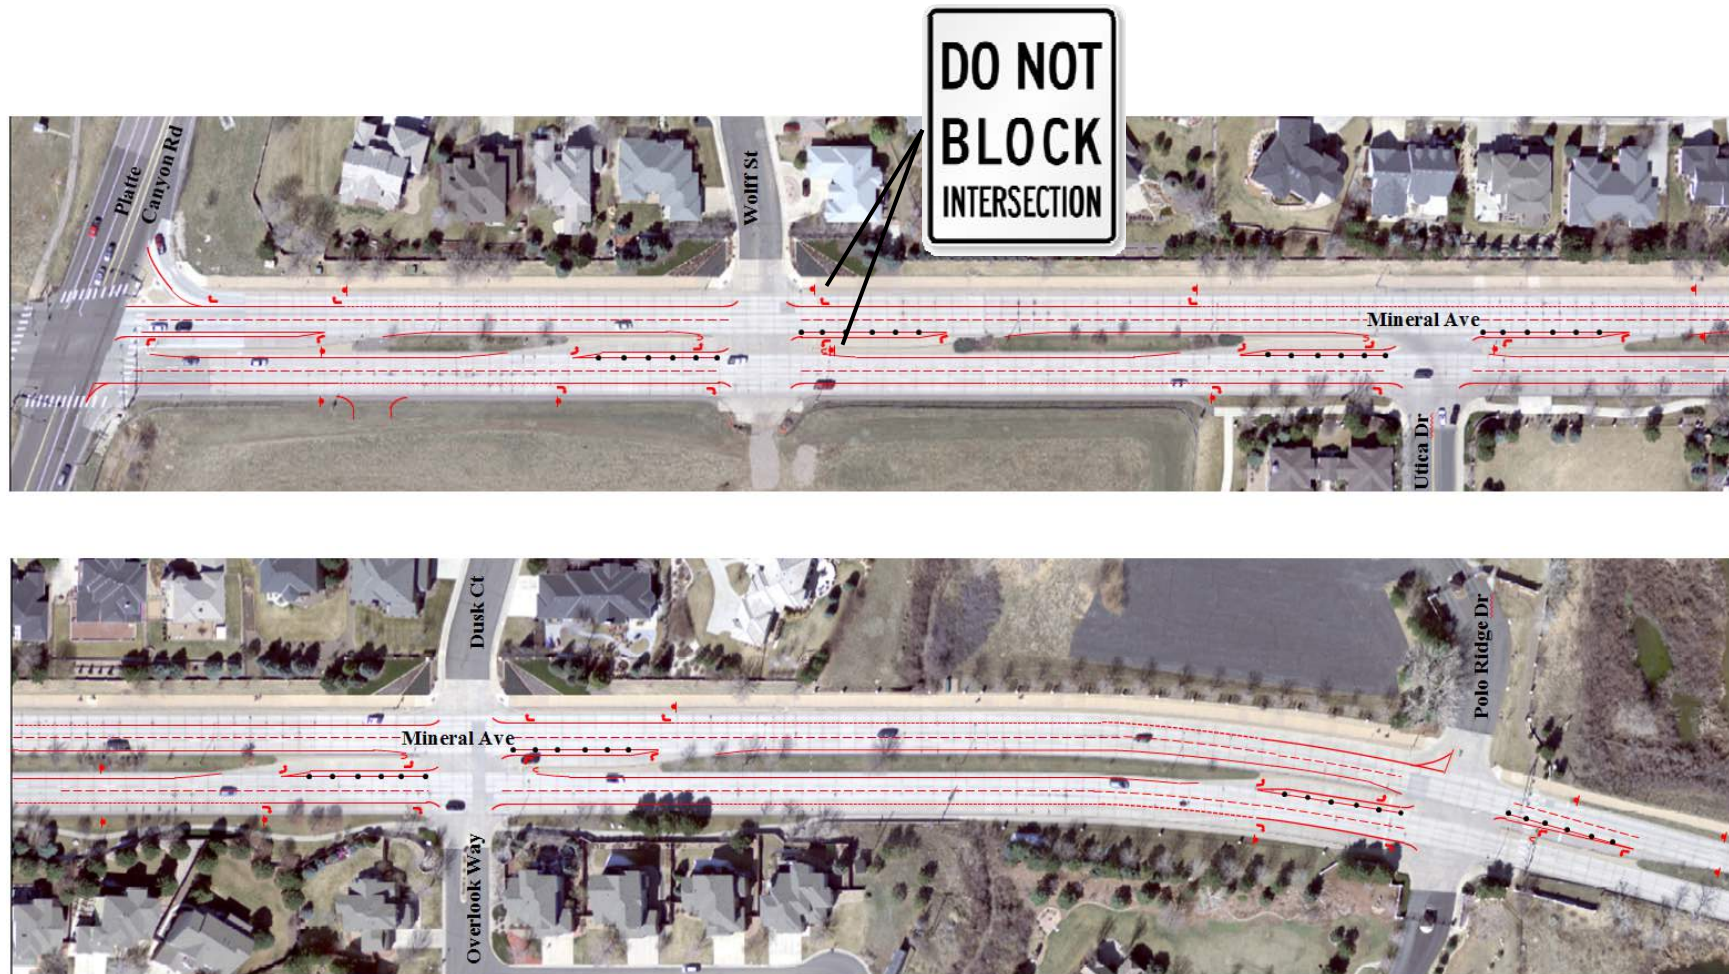 DO NOT
BLOCK
INTERSECTION
Platte
Canyon Rd
Wolff St
Mineral Ave
Utica Dr
Dusk Ct
Polo Ridge Dr
Mineral Ave
Overlook Way